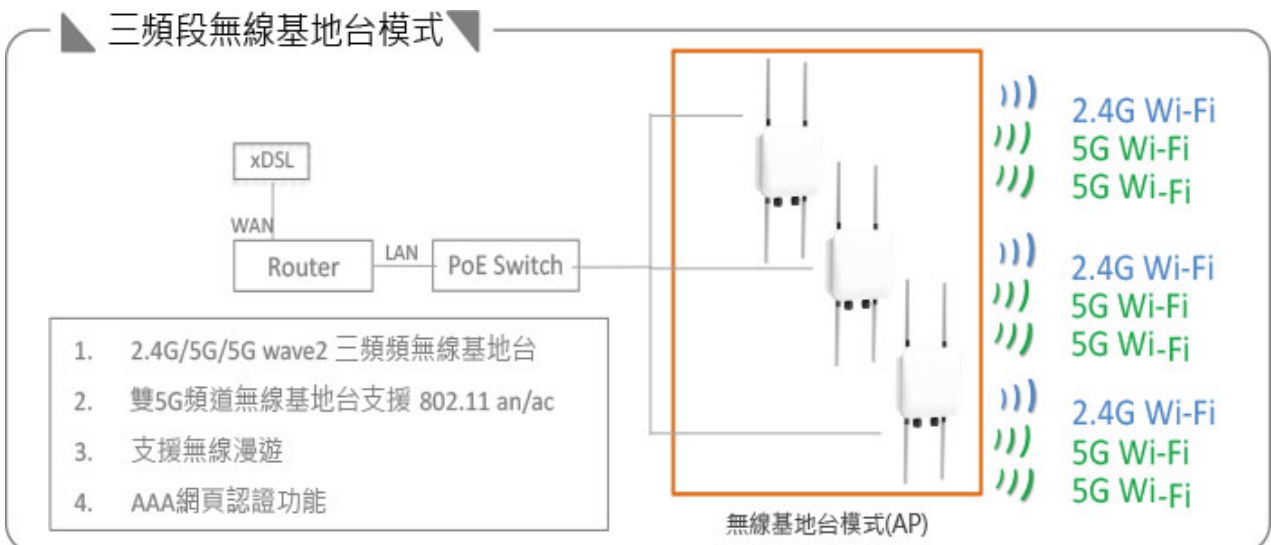 三頻段無線基地台模式
xDSL
WAN
Router
LAN
PoE Switch
1. 2.4G/5G/5G wave2 三頻頻無線基地台
2. 雙5G頻道無線基地台支援 802.11 an/ac
3. 支援無線漫遊
4. AAA網頁認證功能
2.4G Wi-Fi
5G Wi-Fi
5G Wi-Fi
2.4G Wi-Fi
5G Wi-Fi
5G Wi-Fi
2.4G Wi-Fi
5G Wi-Fi
5G Wi-Fi
無線基地台模式(AP)